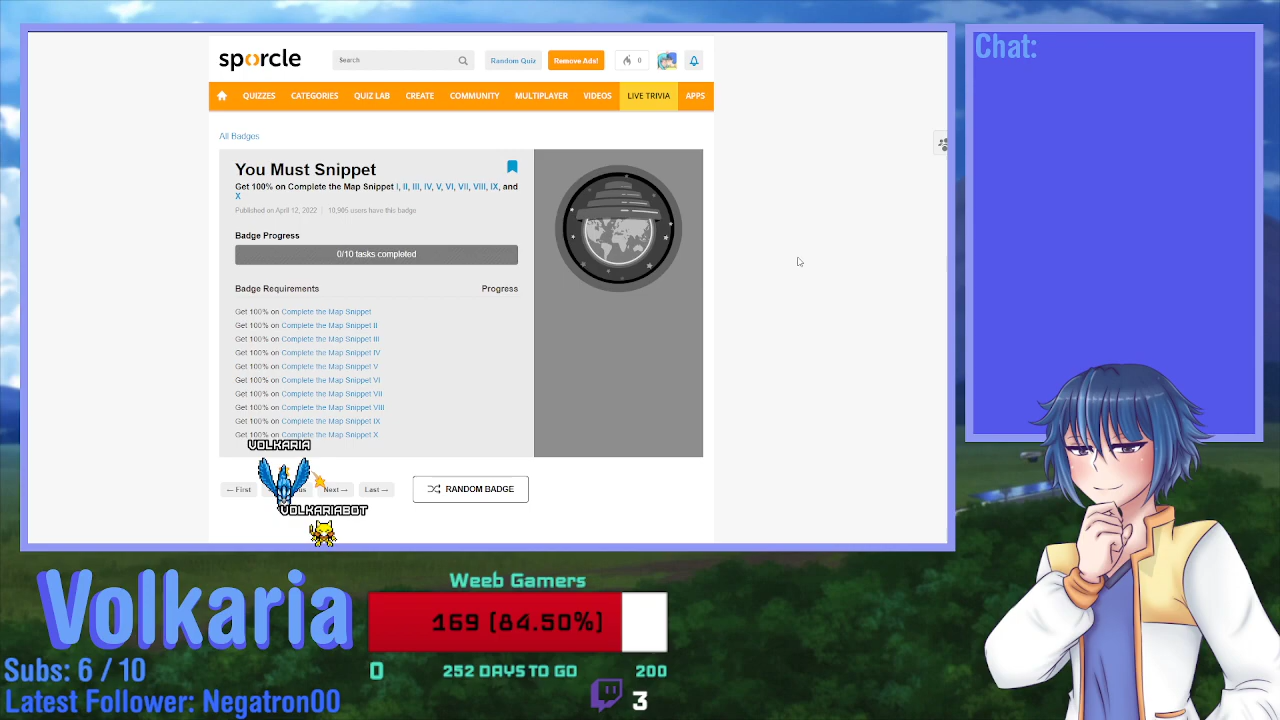 Chat:
sporcle
Search
Random Quiz
Remove Ads!
0
QUIZZES CATEGORIES QUIZ LAB CREATE COMMUNITY MULTIPLAYER VIDEOS LIVE TRIVIA APPS
All Badges
You Must Snippet
Get 100% on Complete the Map Snippet I, II, III, IV, V, VI, VII, VIII, IX, and
X
Published on April 12, 2022 | 10,905 users have this badge
Badge Progress
0/10 tasks completed
Badge Requirements Progress
Get 100% on Complete the Map Snippet
Get 100% on Complete the Map Snippet II
Get 100% on Complete the Map Snippet III
Get 100% on Complete the Map Snippet IV
Get 100% on Complete the Map Snippet V
Get 100% on Complete the Map Snippet VI
Get 100% on Complete the Map Snippet VII
Get 100% on Complete the Map Snippet VIII
Get 100% on Complete the Map Snippet IX
Get 100% on Complete the Map Snippet X
VOLKARIA
← First Next → Last → RANDOM BADGE
VOLKARIABOT
Volkaria
Weeb Gamers
169 (84.50%)
0 252 DAYS TO GO 200
Subs: 6 / 10
Latest Follower: Negatron00
3